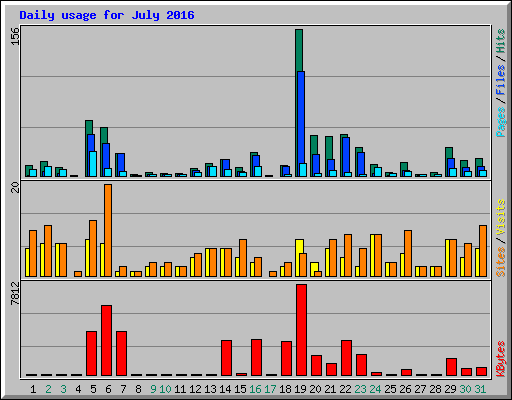 Daily usage for July 2016
156
Pages / Files / Hits
20
Sites / Visits
7812
KBytes
1 2 3 4 5 6 7 8 9 10 11 12 13 14 15 16 17 18 19 20 21 22 23 24 25 26 27 28 29 30 31